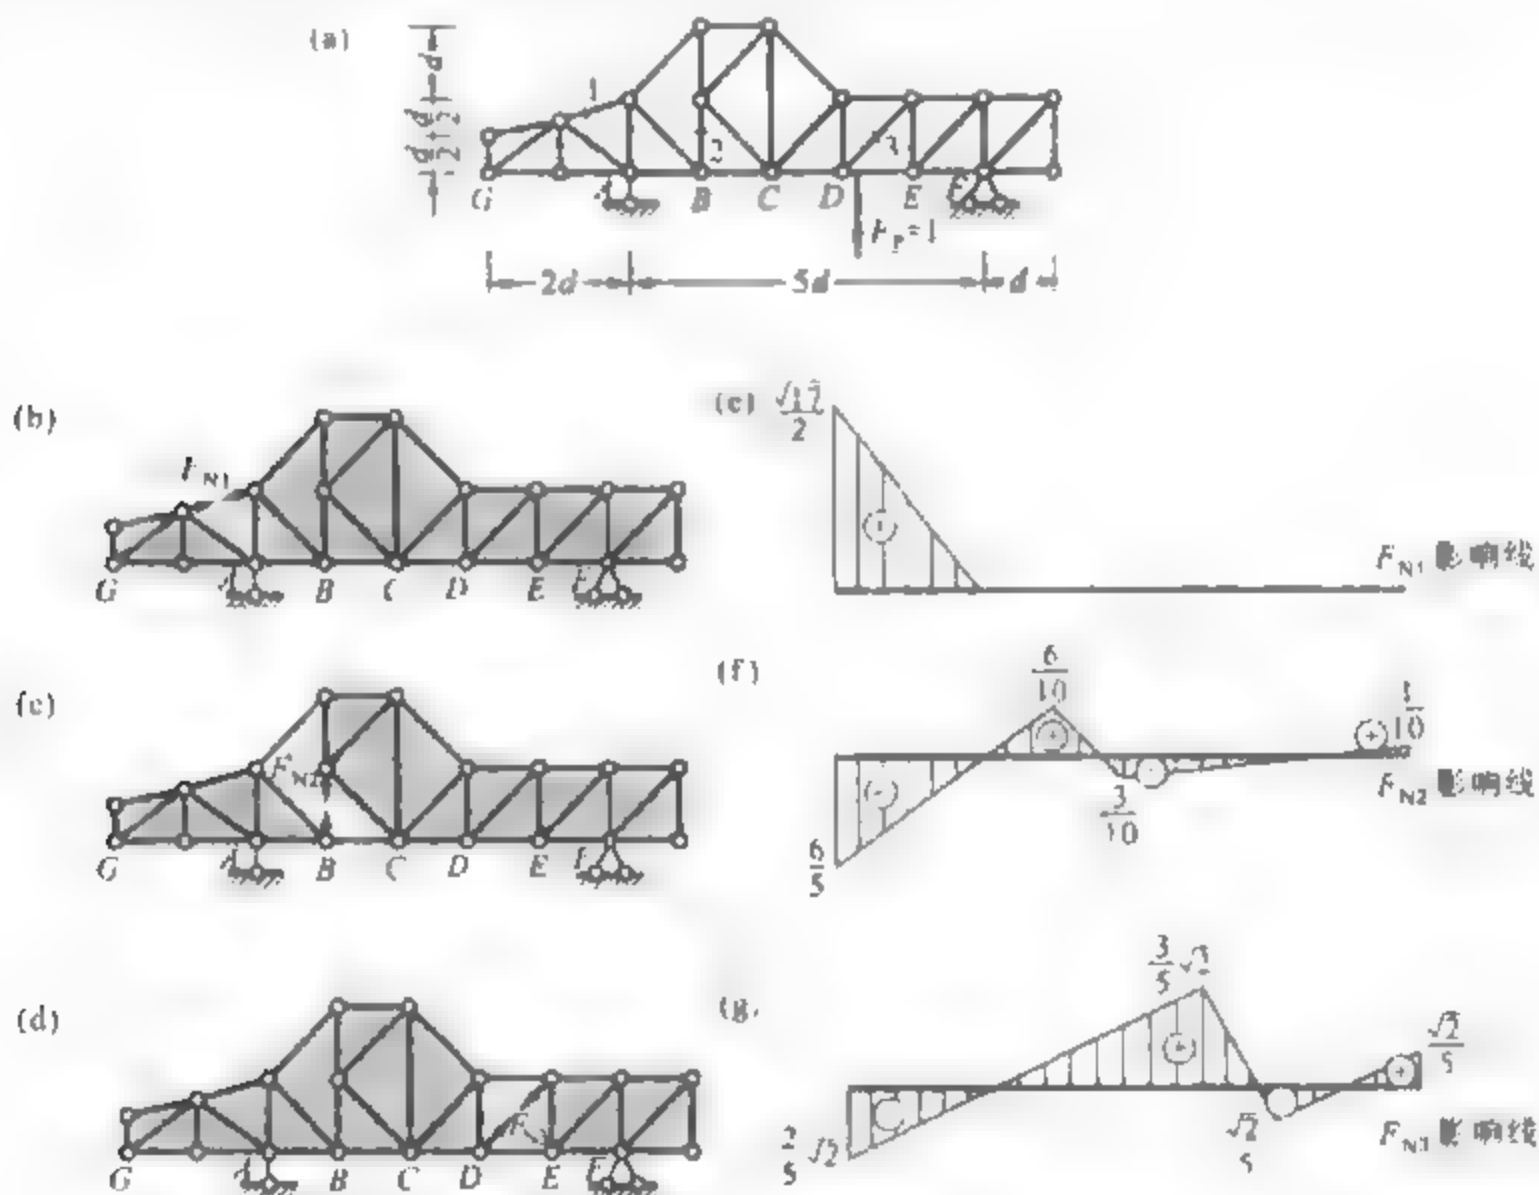 (a)
d
d/2 + d/2
1
2
3
G A B C D E F
F_P=1
2d 5d d
(b)
F_N1
G A B C D E F
(e)
√17/2
+
F_N1 影响线
(c)
F_N2
G A B C D E F
(f)
6/10
+
+
1/10
-
-
3/10
6/5
F_N2 影响线
(d)
G A B C D E F
(g)
3/5 √2
+
√2/5
+
2/5 √2
√2/5
F_N3 影响线